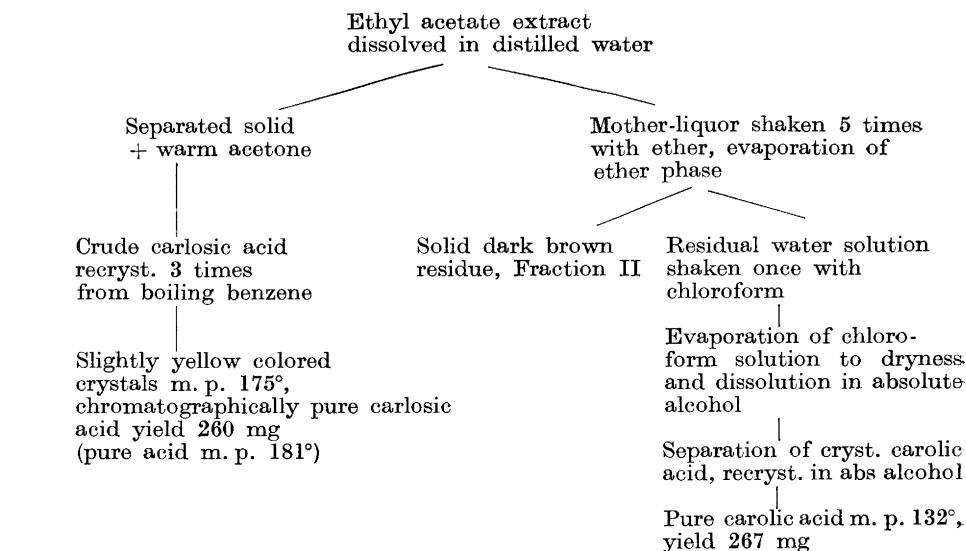 Ethyl acetate extract
dissolved in distilled water
Separated solid
+ warm acetone
Mother-liquor shaken 5 times
with ether, evaporation of
ether phase
Crude carlosic acid
recryst. 3 times
from boiling benzene
Solid dark brown
residue, Fraction II
Residual water solution
shaken once with
chloroform
Slightly yellow colored
crystals m. p. 175°,
chromatographically pure carlosic
acid yield 260 mg
(pure acid m. p. 181°)
Evaporation of chloro-
form solution to dryness
and dissolution in absolute
alcohol
Separation of cryst. carolic
acid, recryst. in abs alcohol
Pure carolic acid m. p. 132°,
yield 267 mg